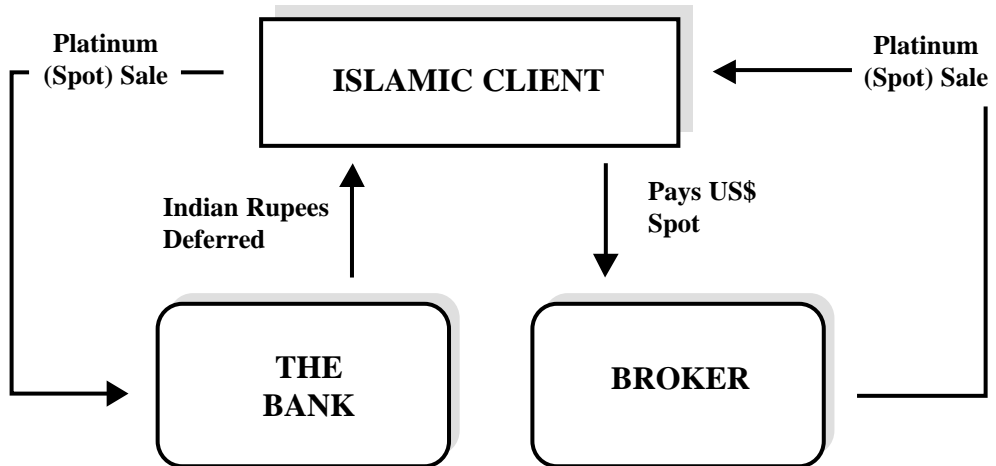 Platinum
(Spot) Sale
ISLAMIC CLIENT
Platinum
(Spot) Sale
Indian Rupees
Deferred
Pays US$
Spot
THE
BANK
BROKER